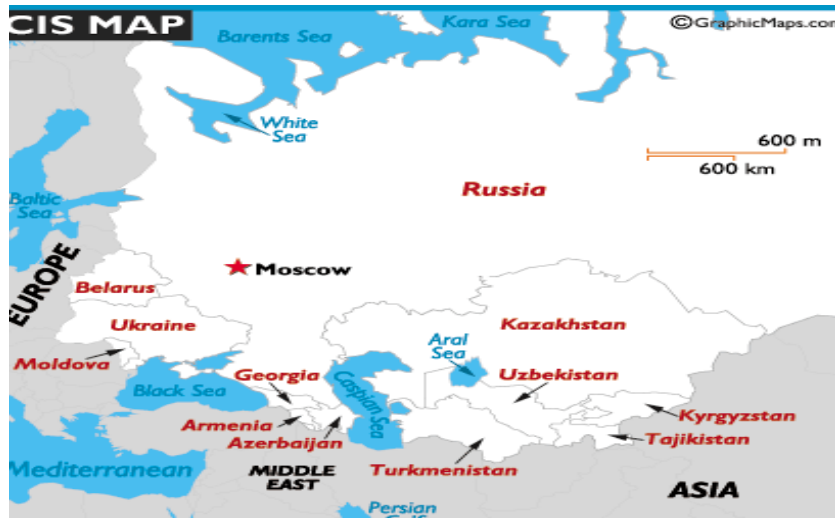 CIS MAP
©GraphicMaps.com
Kara Sea
Barents Sea
White
Sea
600 m
600 km
Russia
Baltic
Sea
EUROPE
Moscow
Belarus
Ukraine
Kazakhstan
Aral
Sea
Moldova
Georgia
Caspian Sea
Uzbekistan
Black Sea
Kyrgyzstan
Armenia
Azerbaijan
Tajikistan
Mediterranean
MIDDLE
EAST
Turkmenistan
ASIA
Persian
Gulf